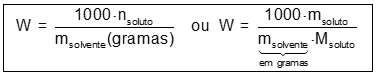 W = 1000·n_soluto / m_solvente(gramas) ou W = 1000·m_soluto / m_solvente·M_soluto
em gramas